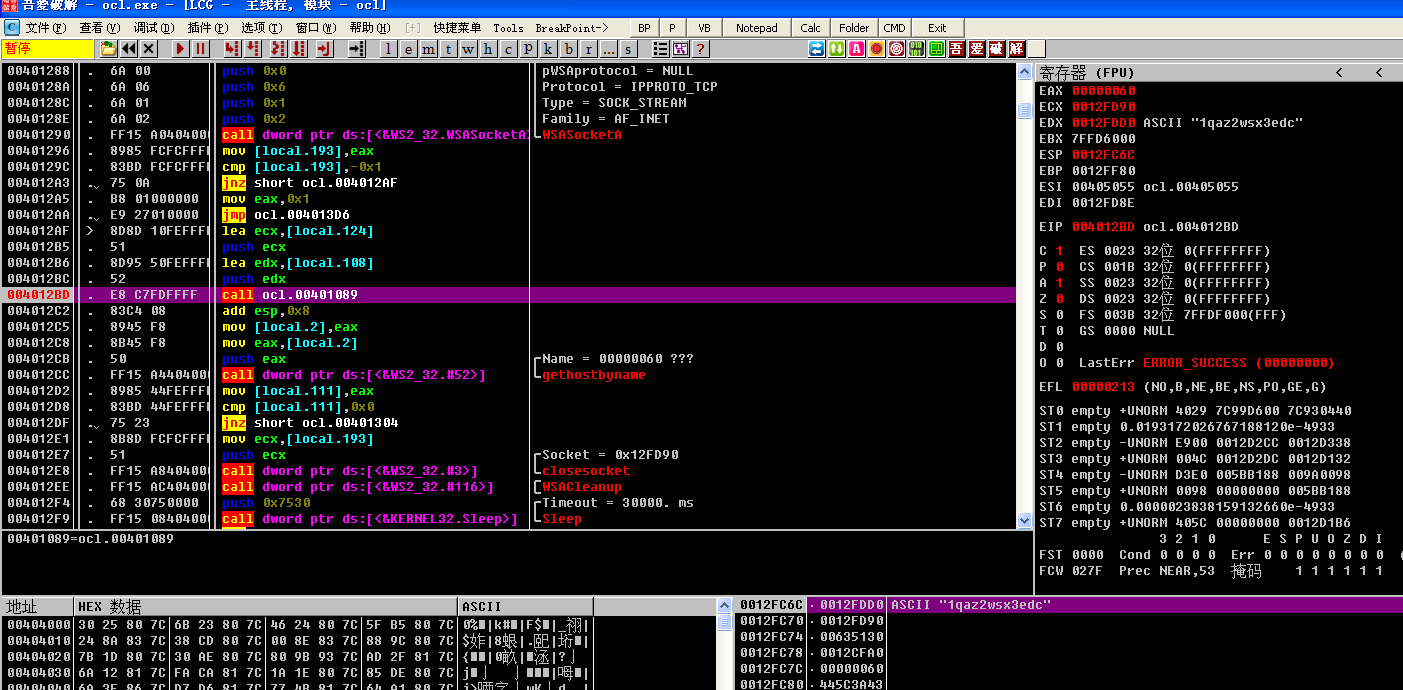 吾爱破解 - ocl.exe - [LCG - 主线程, 模块 - ocl]
文件(F) 查看(V) 调试(D) 插件(P) 选项(T) 窗口(W) 帮助(H) [+] 快捷菜单 Tools BreakPoint-> BP P VB Notepad Calc Folder CMD Exit
暂停 l e m t w h c p k b r ... s ? A 吾 爱 破 解
00401288 . 6A 00 push 0x0 pWSAprotocol = NULL
0040128A . 6A 06 push 0x6 Protocol = IPPROTO_TCP
0040128C . 6A 01 push 0x1 Type = SOCK_STREAM
0040128E . 6A 02 push 0x2 Family = AF_INET
00401290 . FF15 A0404000 call dword ptr ds:[<&WS2_32.WSASocketA> WSASocketA
00401296 . 8985 FCFCFFFF mov [local.193],eax
0040129C . 83BD FCFCFFFF cmp [local.193],-0x1
004012A3 . 75 0A jnz short ocl.004012AF
004012A5 . B8 01000000 mov eax,0x1
004012AA . E9 27010000 jmp ocl.004013D6
004012AF > 8D8D 10FEFFFF lea ecx,[local.124]
004012B5 . 51 push ecx
004012B6 . 8D95 50FEFFFF lea edx,[local.108]
004012BC . 52 push edx
004012BD . E8 C7FDFFFF call ocl.00401089
004012C2 . 83C4 08 add esp,0x8
004012C5 . 8945 F8 mov [local.2],eax
004012C8 . 8B45 F8 mov eax,[local.2]
004012CB . 50 push eax Name = 00000060 ???
004012CC . FF15 A4404000 call dword ptr ds:[<&WS2_32.#52>] gethostbyname
004012D2 . 8985 44FEFFFF mov [local.111],eax
004012D8 . 83BD 44FEFFFF cmp [local.111],0x0
004012DF . 75 23 jnz short ocl.00401304
004012E1 . 8B8D FCFCFFFF mov ecx,[local.193]
004012E7 . 51 push ecx Socket = 0x12FD90
004012E8 . FF15 A8404000 call dword ptr ds:[<&WS2_32.#3>] closesocket
004012EE . FF15 AC404000 call dword ptr ds:[<&WS2_32.#116>] WSACleanup
004012F4 . 68 30750000 push 0x7530 Timeout = 30000. ms
004012F9 . FF15 08404000 call dword ptr ds:[<&KERNEL32.Sleep>] Sleep
00401089=ocl.00401089
寄存器 (FPU) < <
EAX 00000060
ECX 0012FD90
EDX 0012FDD0 ASCII "1qaz2wsx3edc"
EBX 7FFD6000
ESP 0012FC6C
EBP 0012FF80
ESI 00405055 ocl.00405055
EDI 0012FD8E
EIP 004012BD ocl.004012BD
C 1 ES 0023 32位 0(FFFFFFFF)
P 0 CS 001B 32位 0(FFFFFFFF)
A 1 SS 0023 32位 0(FFFFFFFF)
Z 0 DS 0023 32位 0(FFFFFFFF)
S 0 FS 003B 32位 7FFDF000(FFF)
T 0 GS 0000 NULL
D 0
O 0 LastErr ERROR_SUCCESS (00000000)
EFL 00000213 (NO,B,NE,BE,NS,PO,GE,G)
ST0 empty +UNORM 4029 7C99D600 7C930440
ST1 empty 0.0193172026767188120e-4933
ST2 empty -UNORM E900 0012D2CC 0012D338
ST3 empty +UNORM 004C 0012D2DC 0012D132
ST4 empty -UNORM D3E0 005BB188 009A0098
ST5 empty +UNORM 0098 00000000 005BB188
ST6 empty 0.0000023838159132660e-4933
ST7 empty +UNORM 405C 00000000 0012D1B6
3 2 1 0 E S P U O Z D I
FST 0000 Cond 0 0 0 0 Err 0 0 0 0 0 0 0 0
FCW 027F Prec NEAR,53 掩码 1 1 1 1 1 1
地址 HEX 数据 ASCII
00404000 30 25 80 7C 6B 23 80 7C 46 24 80 7C 5F B5 80 7C
00404010 24 8A 83 7C 38 CD 80 7C 00 8E 83 7C 88 9C 80 7C
00404020 7B 1D 80 7C 30 AE 80 7C 80 9B 93 7C AD 2F 81 7C
00404030 6A 12 81 7C FA CA 81 7C 1A 1E 80 7C 85 DE 80 7C
0012FC6C 0012FDD0 ASCII "1qaz2wsx3edc"
0012FC70 0012FD90
0012FC74 00635130
0012FC78 0012CFA0
0012FC7C 00000060
0012FC80 445C3A43